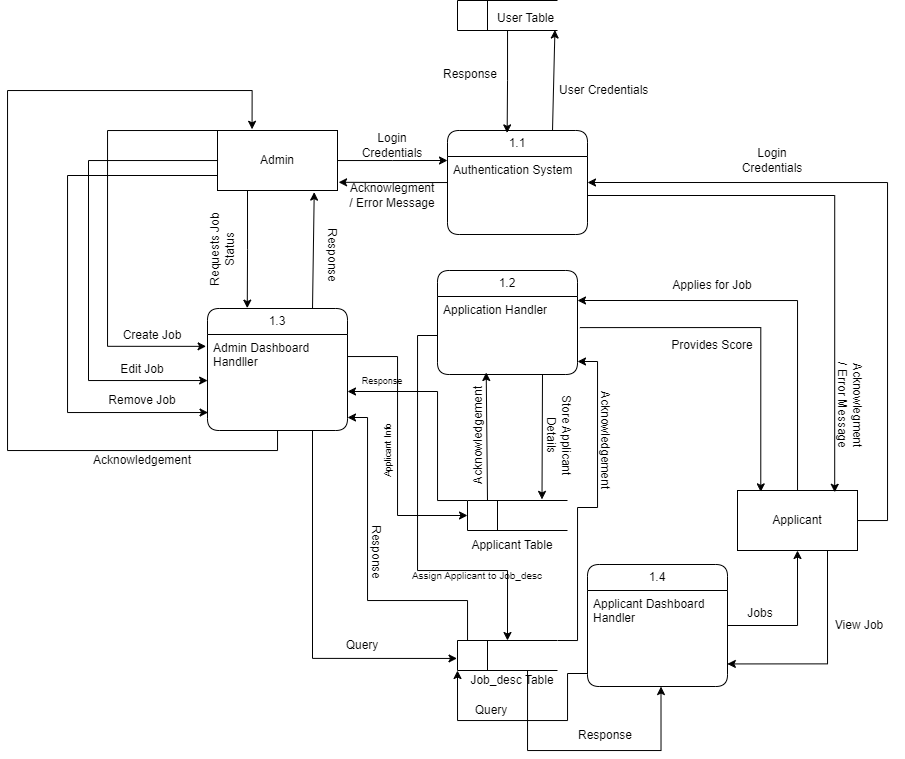 User Table
Response
User Credentials
1.1
Authentication System
Admin
Login
Credentials
Acknowlegment
/ Error Message
Login
Credentials
Requests Job
Status
Response
1.2
Application Handler
Applies for Job
Provides Score
Acknowlegment
/ Error Message
1.3
Admin Dashboard
Handller
Create Job
Edit Job
Remove Job
Acknowledgement
Response
Applicant Info
Acknowledgement
Store Applicant
Details
Acknowledgement
Applicant
Applicant Table
Response
Assign Applicant to Job_desc
1.4
Applicant Dashboard
Handler
Jobs
View Job
Query
Job_desc Table
Query
Response